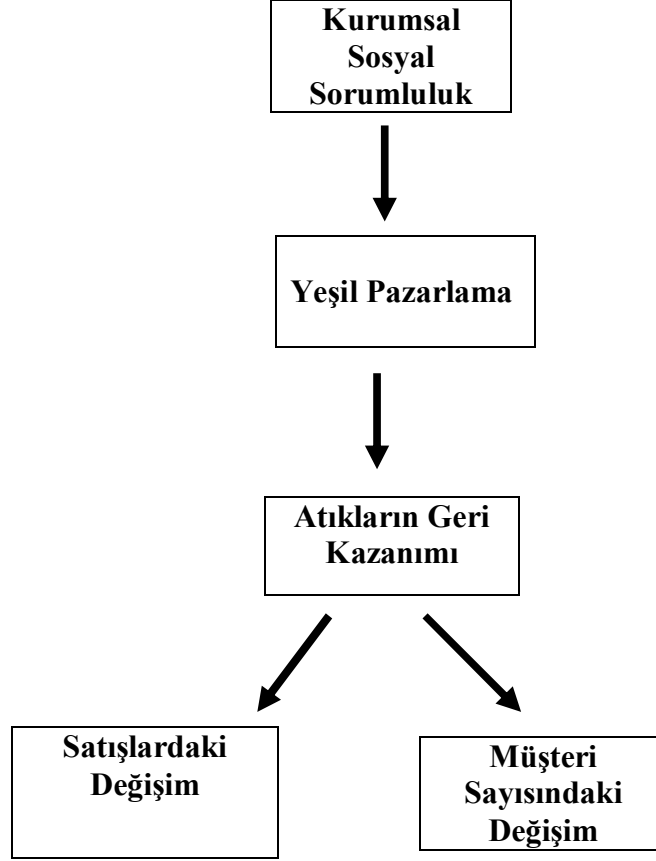 Kurumsal
Sosyal
Sorumluluk
Yeşil Pazarlama
Atıkların Geri
Kazanımı
Satışlardaki
Değişim
Müşteri
Sayısındaki
Değişim